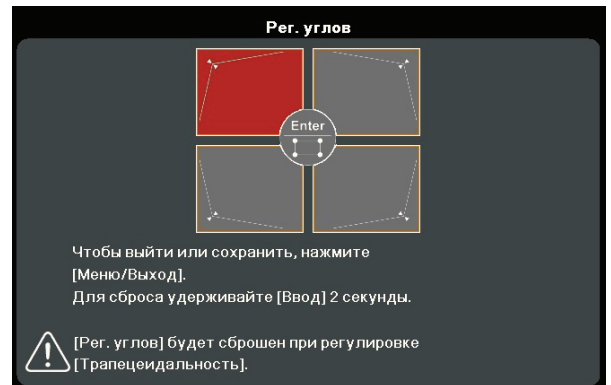 Рег. углов
Enter
Чтобы выйти или сохранить, нажмите
[Меню/Выход].
Для сброса удерживайте [Ввод] 2 секунды.
[Рег. углов] будет сброшен при регулировке
[Трапецеидальность].